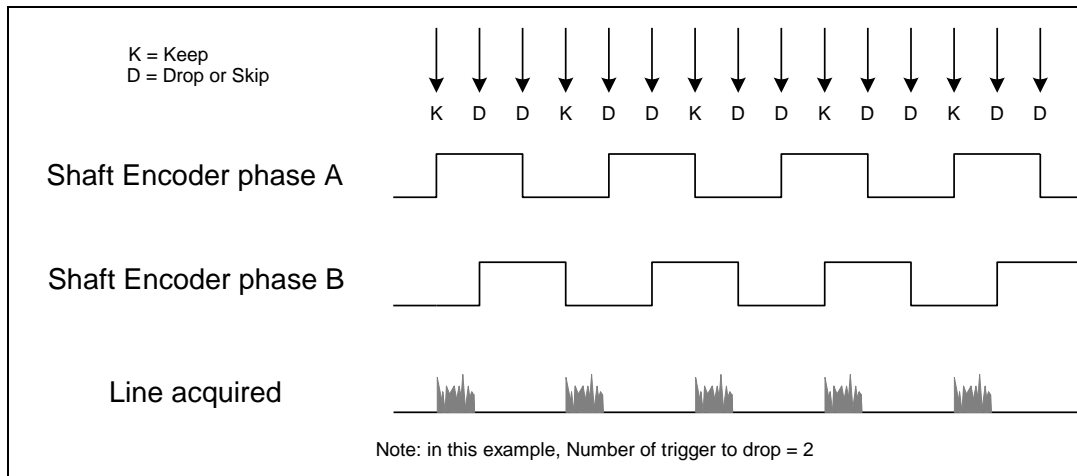 K = Keep
D = Drop or Skip
K D D K D D K D D K D D K D D
Shaft Encoder phase A
Shaft Encoder phase B
Line acquired
Note: in this example, Number of trigger to drop = 2